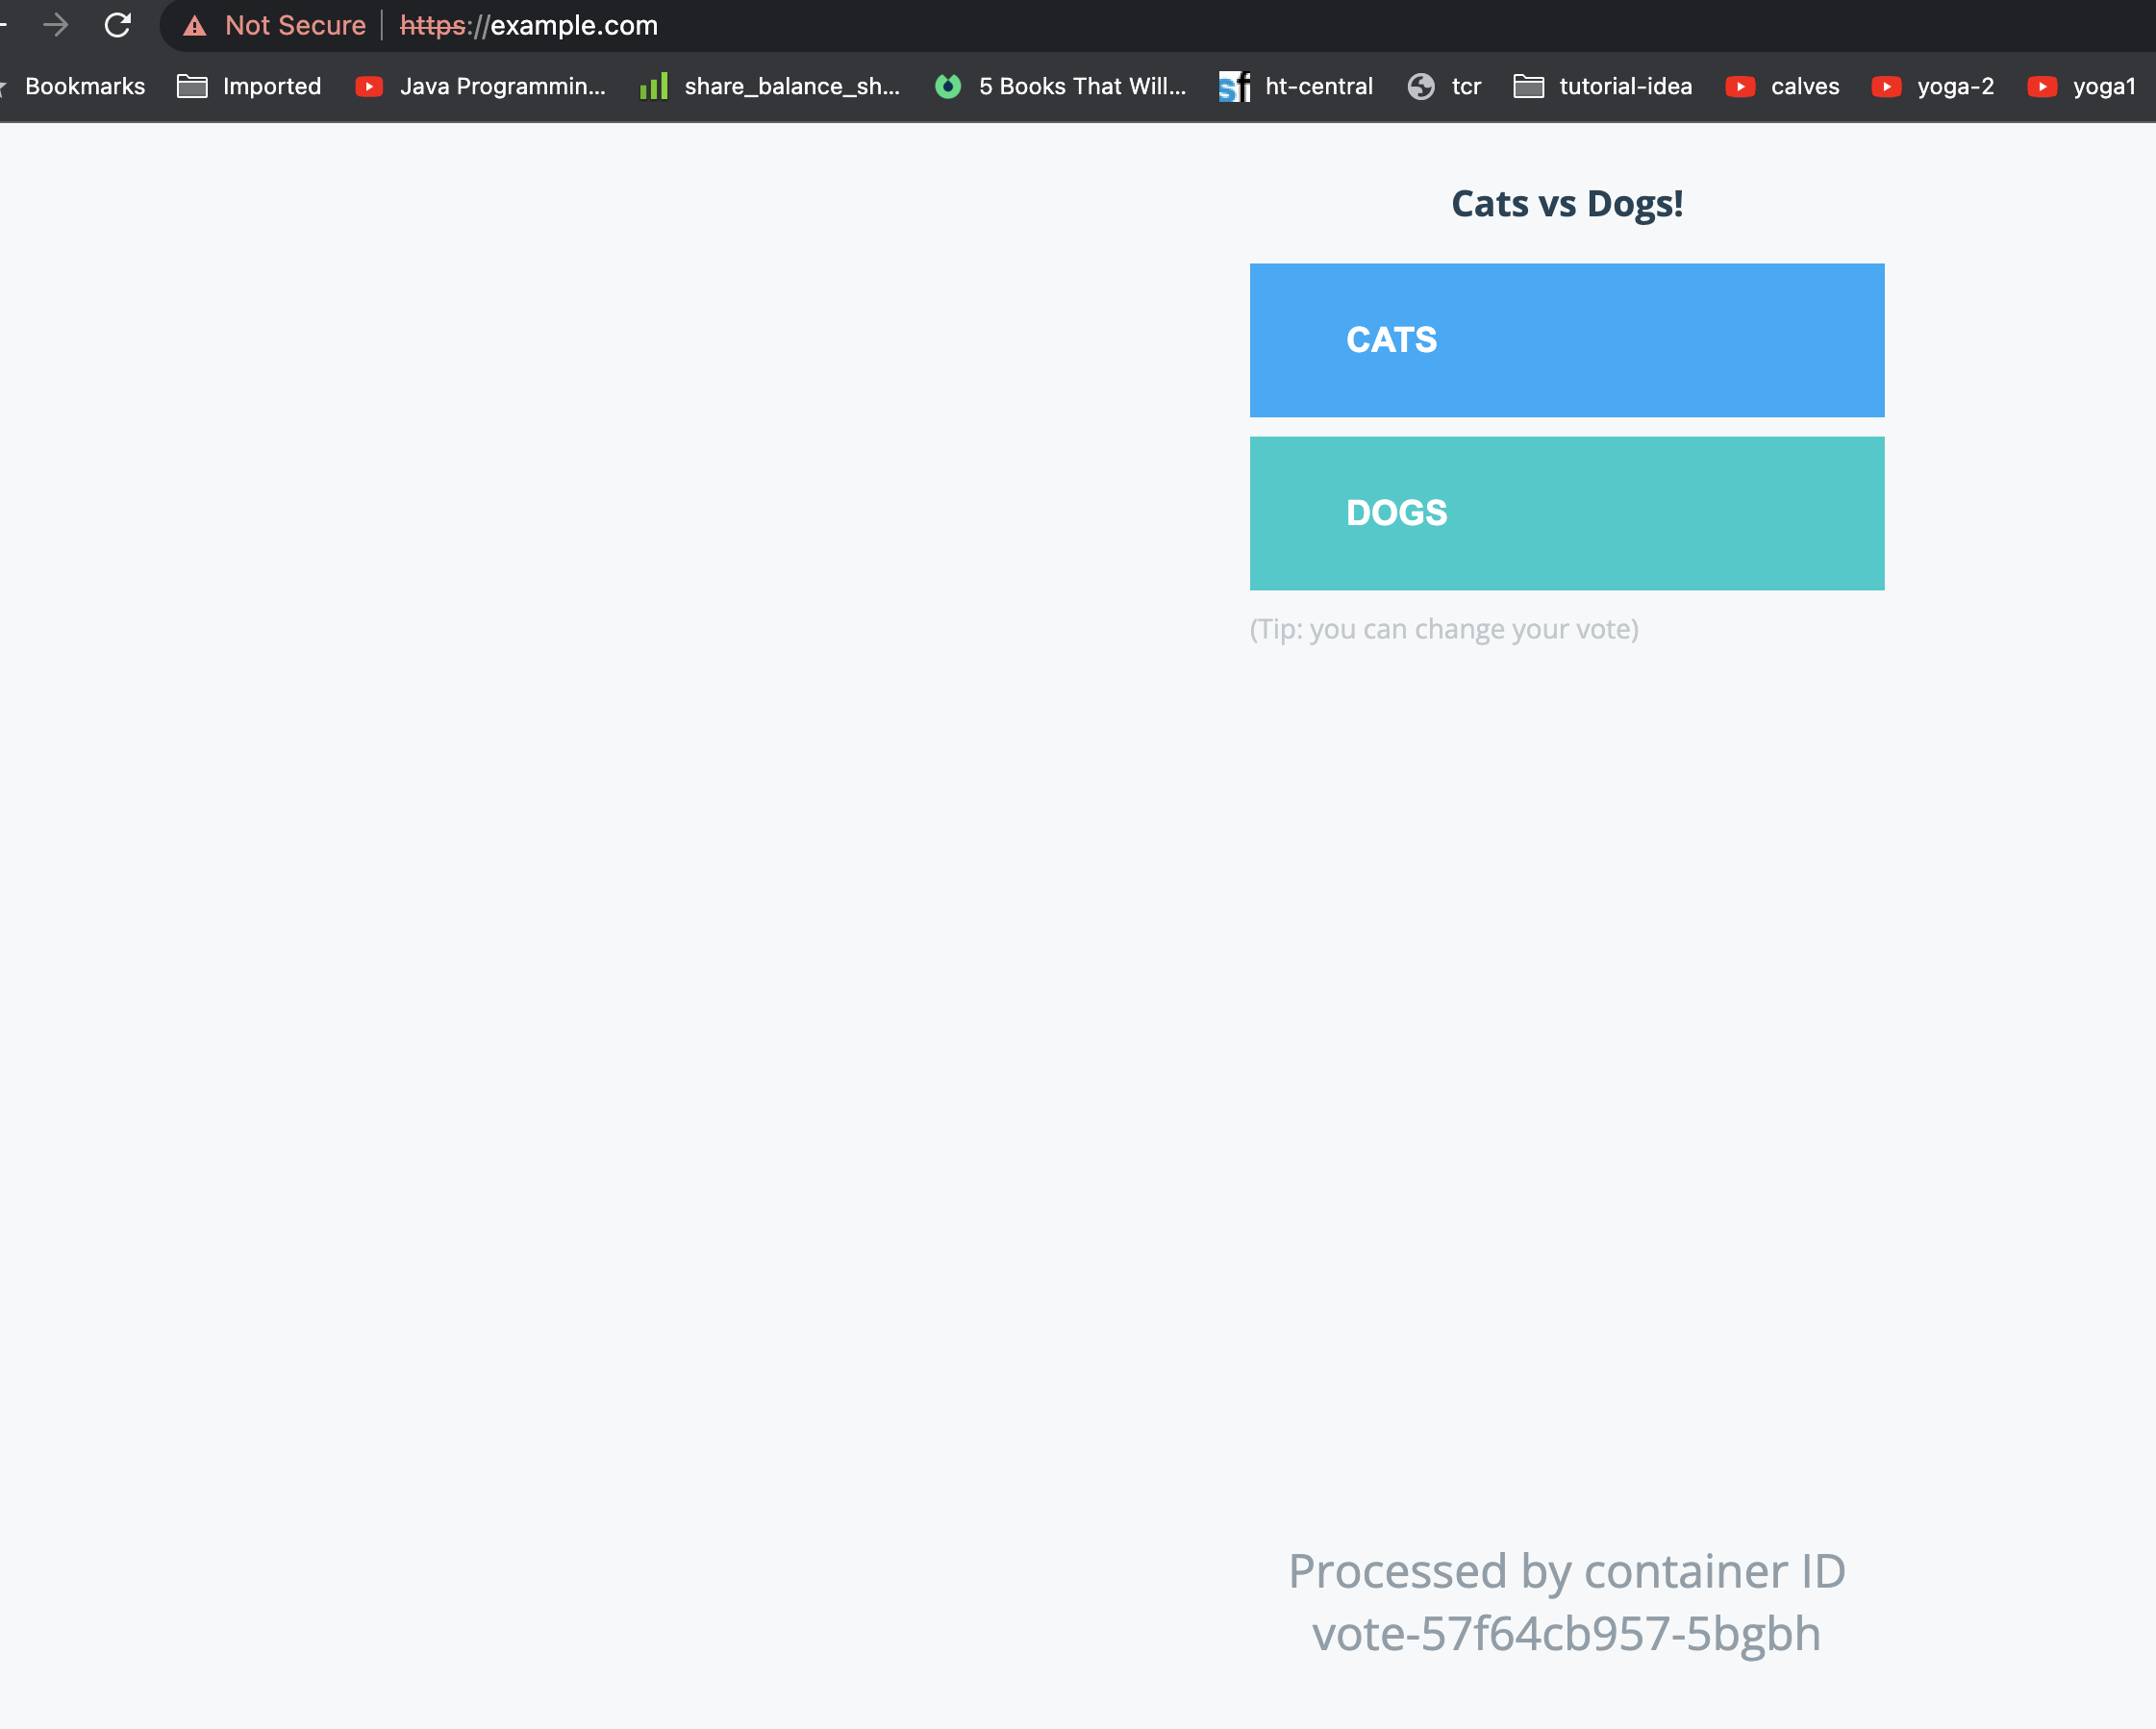 Not Secure | https://example.com
Bookmarks Imported Java Programmin... share_balance_sh... 5 Books That Will... ht-central tcr tutorial-idea calves yoga-2 yoga1
Cats vs Dogs!
CATS
DOGS
(Tip: you can change your vote)
Processed by container ID
vote-57f64cb957-5bgbh